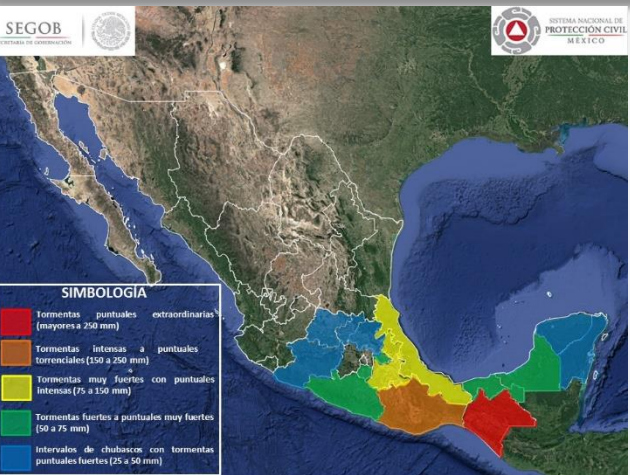 SEGOB
SECRETARÍA DE GOBERNACIÓN
SISTEMA NACIONAL DE
PROTECCIÓN CIVIL
MÉXICO
SIMBOLOGÍA
Tormentas puntuales extraordinarias
(mayores a 250 mm)
Tormentas intensas a puntuales
torrenciales (150 a 250 mm)
Tormentas muy fuertes con puntuales
intensas (75 a 150 mm)
Tormentas fuertes a puntuales muy fuertes
(50 a 75 mm)
Intervalos de chubascos con tormentas
puntuales fuertes (25 a 50 mm)